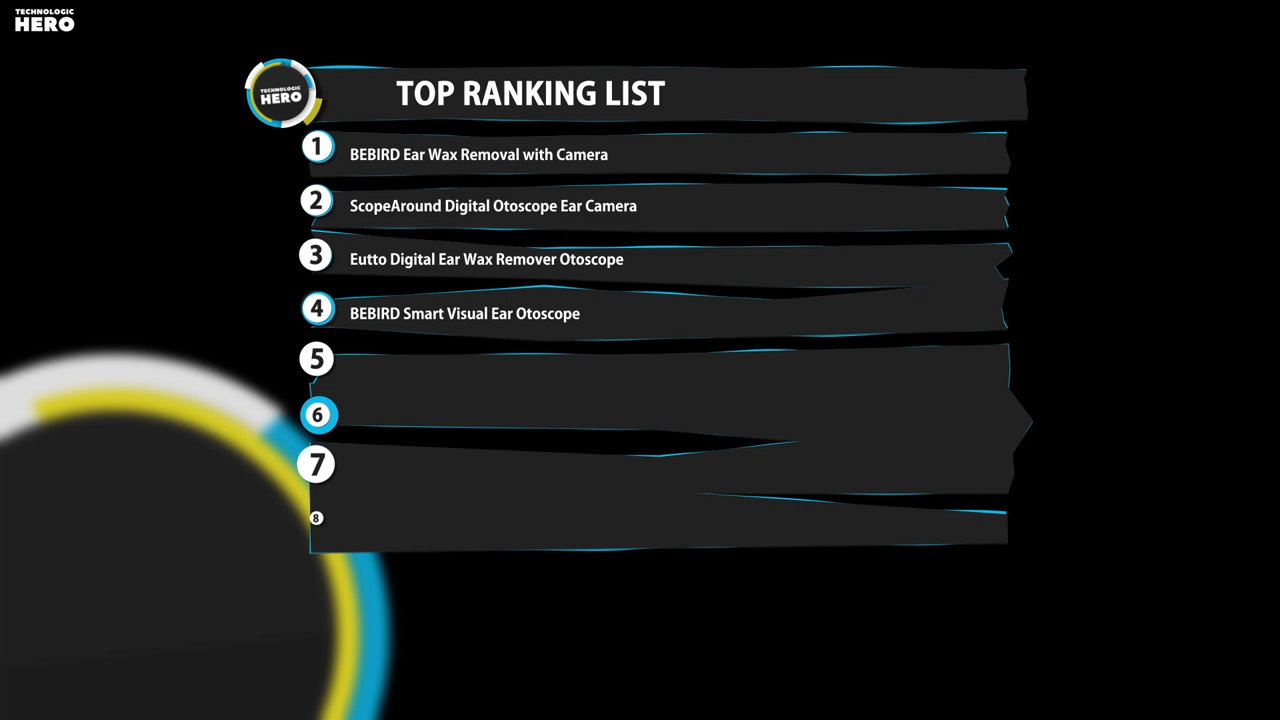 TECHNOLOGIC
HERO
TECHNOLOGIC
HERO
TOP RANKING LIST
1
BEBIRD Ear Wax Removal with Camera
2
ScopeAround Digital Otoscope Ear Camera
3
Eutto Digital Ear Wax Remover Otoscope
4
BEBIRD Smart Visual Ear Otoscope
5
6
7
8